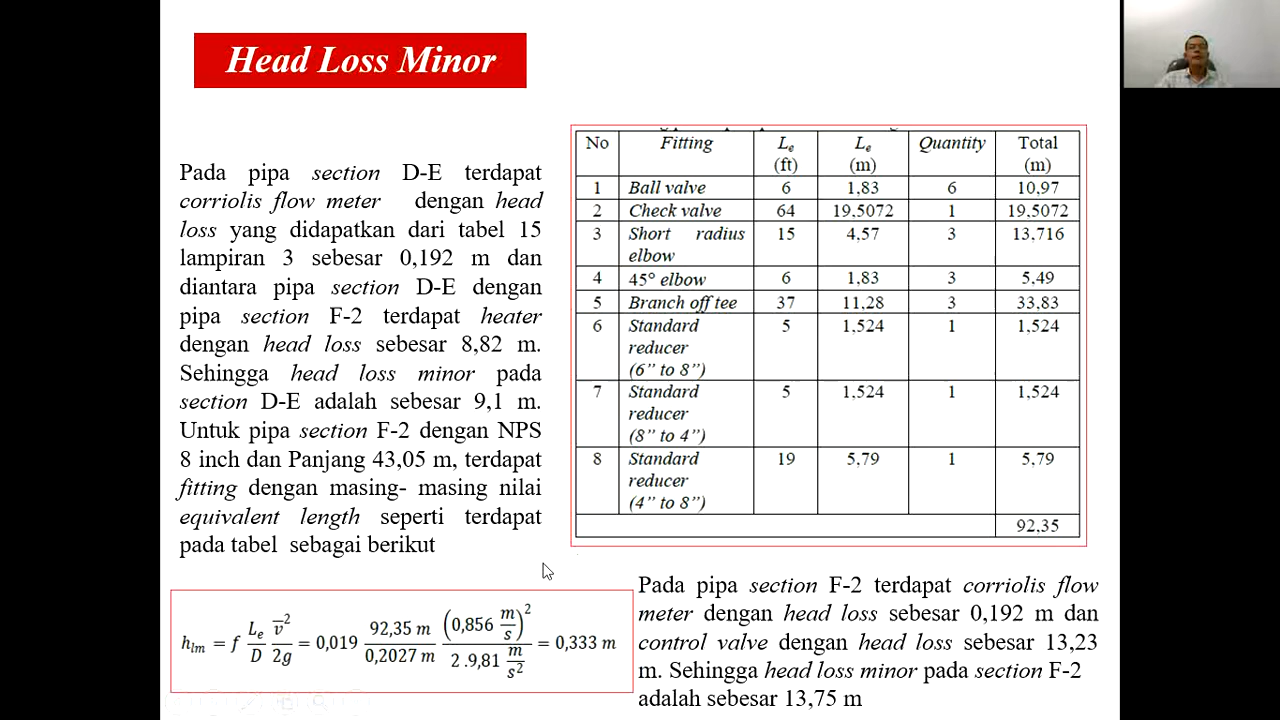 Head Loss Minor
Pada pipa section D-E terdapat
corriolis flow meter dengan head
loss yang didapatkan dari tabel 15
lampiran 3 sebesar 0,192 m dan
diantara pipa section D-E dengan
pipa section F-2 terdapat heater
dengan head loss sebesar 8,82 m.
Sehingga head loss minor pada
section D-E adalah sebesar 9,1 m.
Untuk pipa section F-2 dengan NPS
8 inch dan Panjang 43,05 m, terdapat
fitting dengan masing- masing nilai
equivalent length seperti terdapat
pada tabel sebagai berikut
No Fitting Le (ft) Le (m) Quantity Total (m)
1 Ball valve 6 1,83 6 10,97
2 Check valve 64 19,5072 1 19,5072
3 Short radius elbow 15 4,57 3 13,716
4 45° elbow 6 1,83 3 5,49
5 Branch off tee 37 11,28 3 33,83
6 Standard reducer (6” to 8”) 5 1,524 1 1,524
7 Standard reducer (8” to 4”) 5 1,524 1 1,524
8 Standard reducer (4” to 8”) 19 5,79 1 5,79
92,35
hlm = f Le/D v̄²/2g = 0,019 92,35 m/0,2027 m (0,856 m/s)²/2 .9,81 m/s² = 0,333 m
Pada pipa section F-2 terdapat corriolis flow
meter dengan head loss sebesar 0,192 m dan
control valve dengan head loss sebesar 13,23
m. Sehingga head loss minor pada section F-2
adalah sebesar 13,75 m